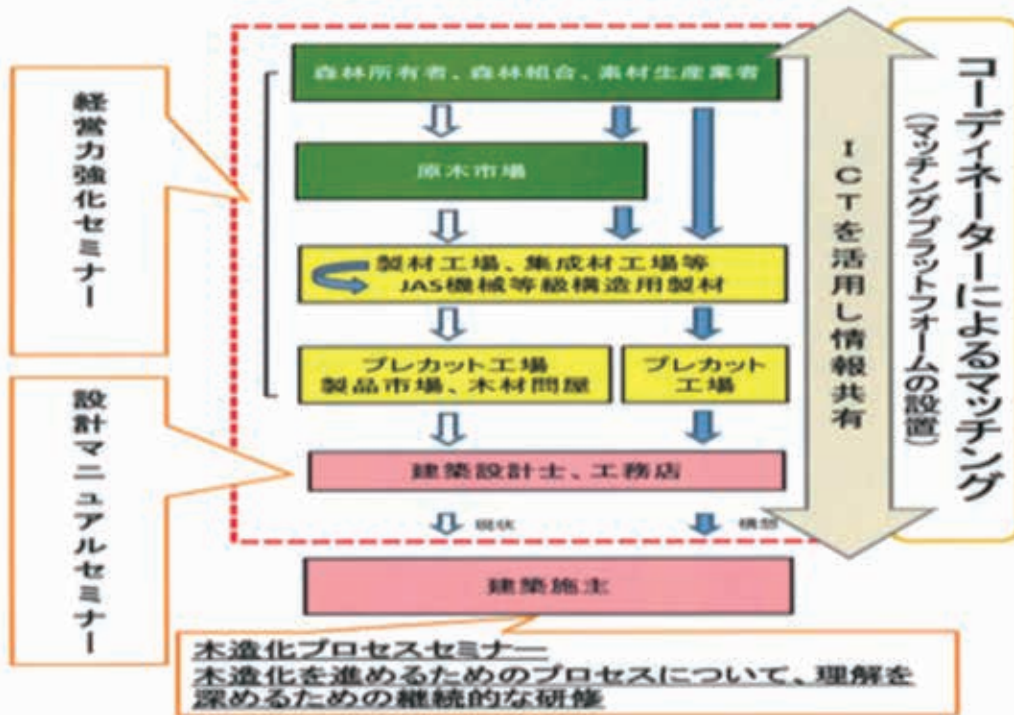 森林所有者、森林組合、素材生産業者
原木市場
製材工場、集成材工場等
JAS機械等級構造用製材
プレカット工場
製品市場、木材問屋
プレカット
工場
建築設計士、工務店
現状
構想
建築施主
経営力強化セミナー
設計マニュアルセミナー
木造化プロセスセミナー
木造化を進めるためのプロセスについて、理解を
深めるための継続的な研修
ICTを活用し情報共有
コーディネーターによるマッチング
(マッチングプラットフォームの設置)